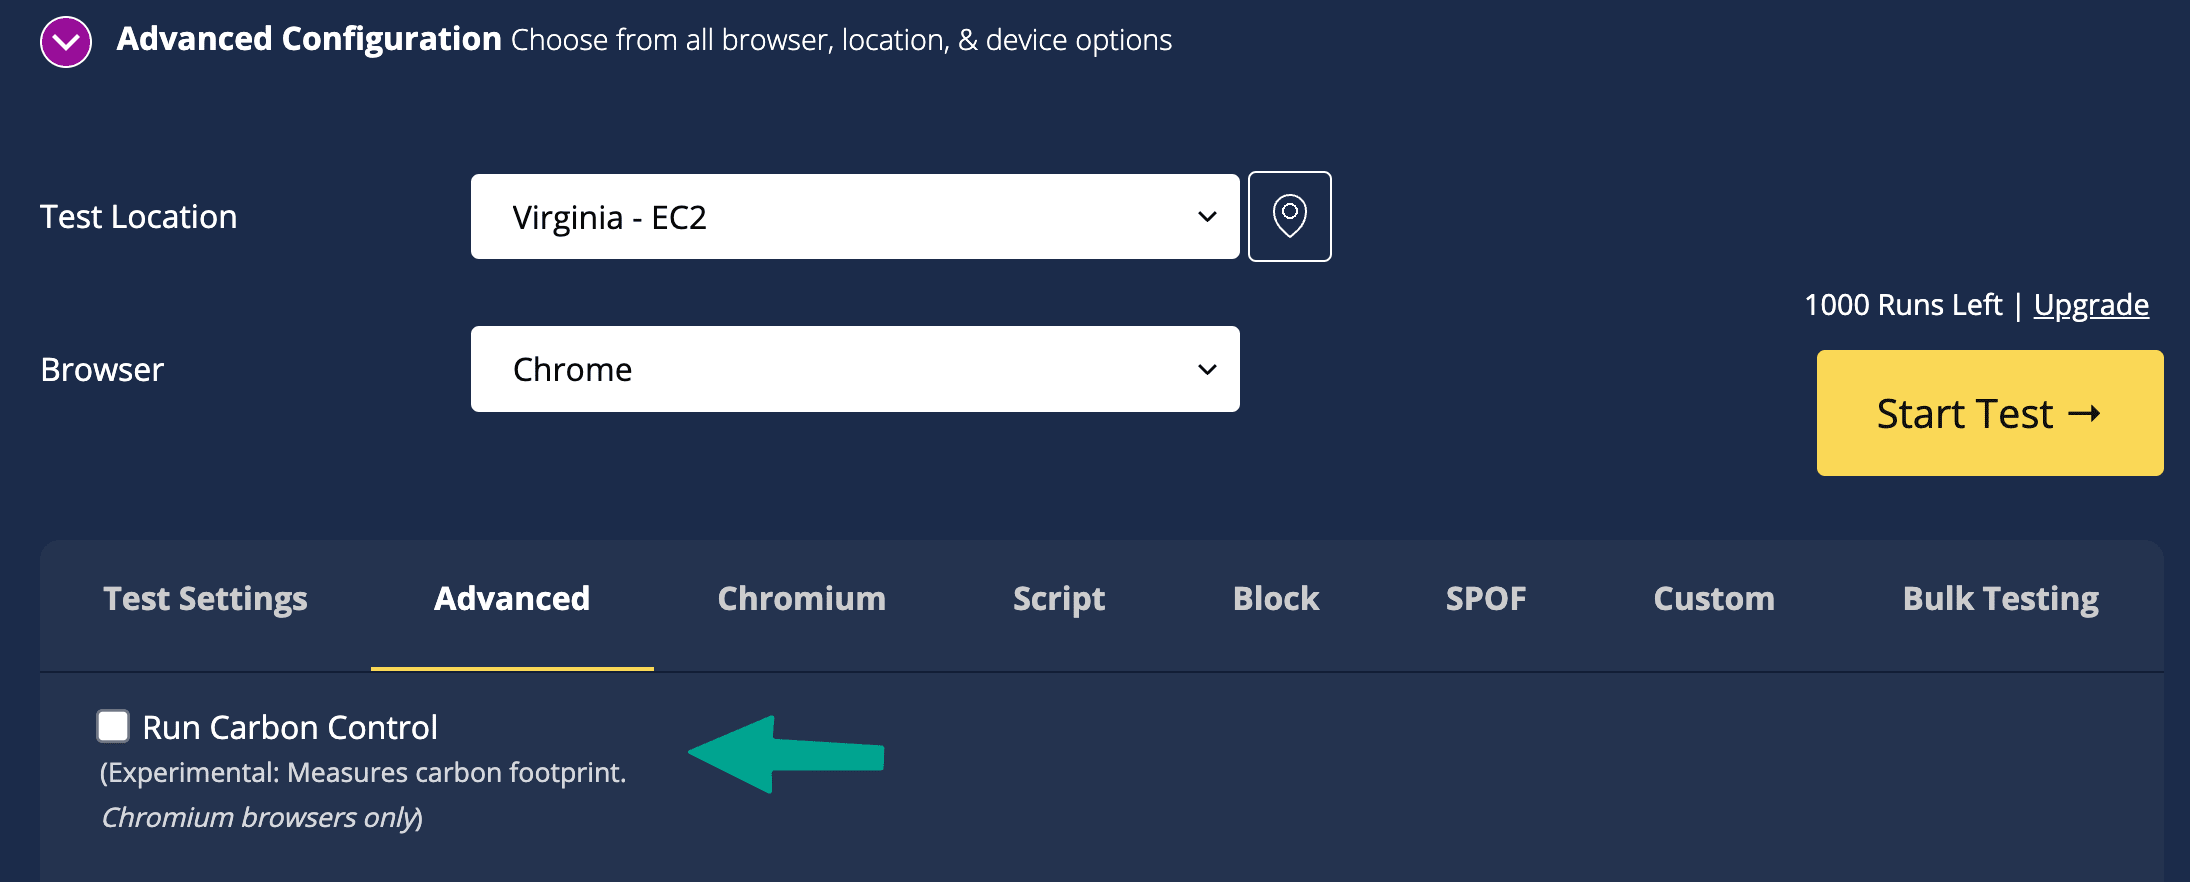 Advanced Configuration Choose from all browser, location, & device options
Test Location
Virginia - EC2
1000 Runs Left | Upgrade
Browser
Chrome
Start Test →
Test Settings Advanced Chromium Script Block SPOF Custom Bulk Testing
Run Carbon Control
(Experimental: Measures carbon footprint.
Chromium browsers only)